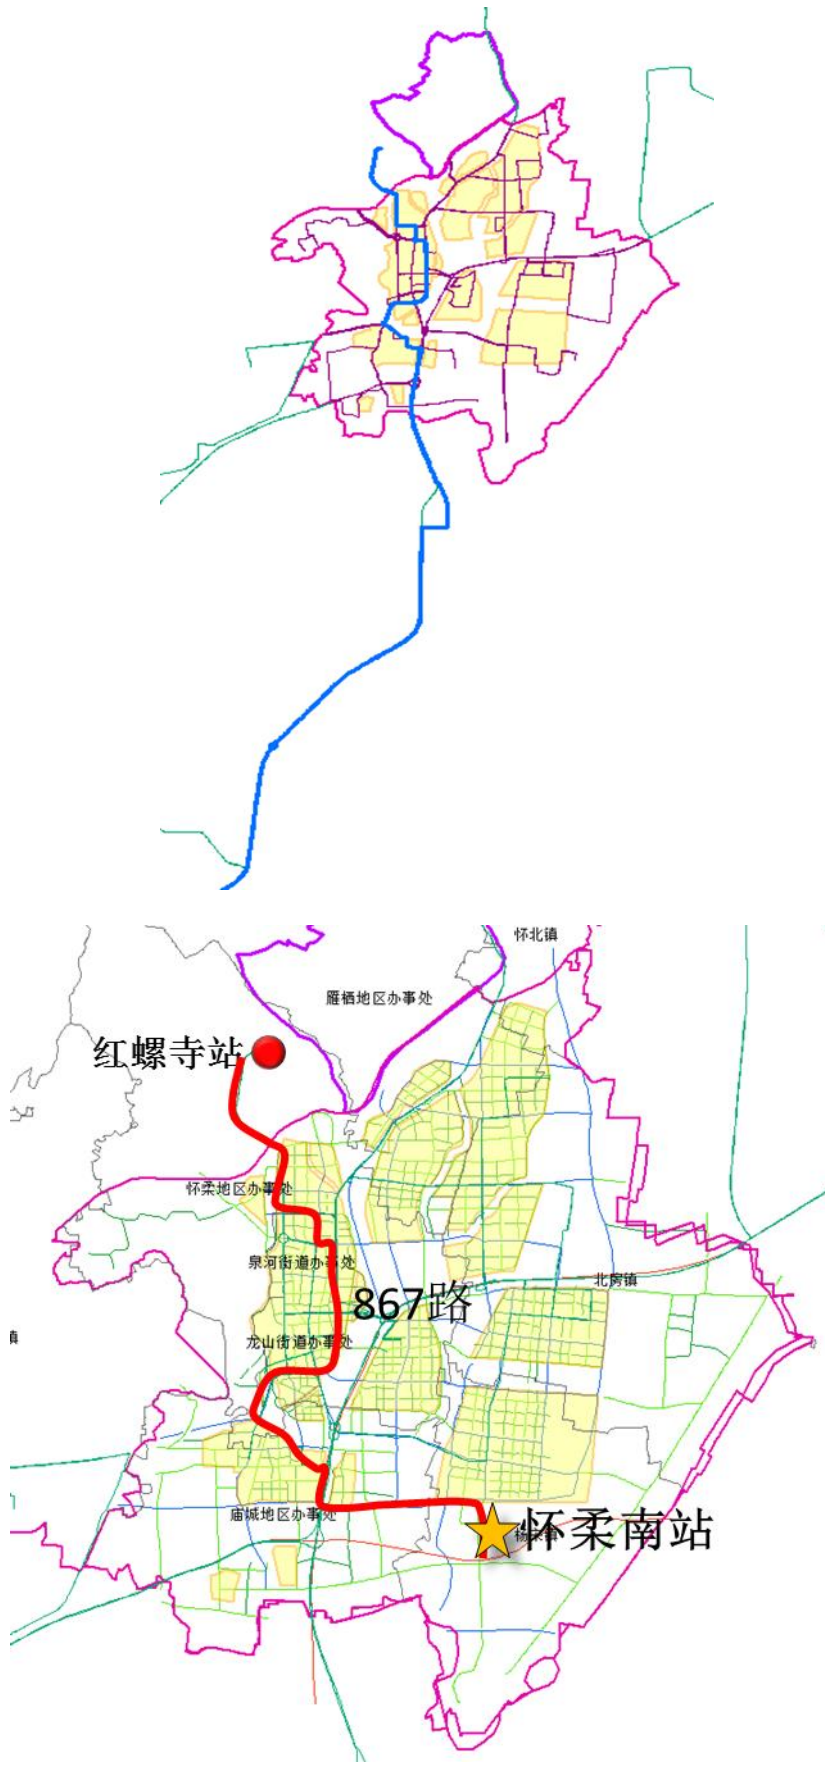 怀北镇
雁栖地区办事处
红螺寺站
怀柔地区办事处
泉河街道办事处
北房镇
867路
龙山街道办事处
镇
庙城地区办事处
怀柔南站